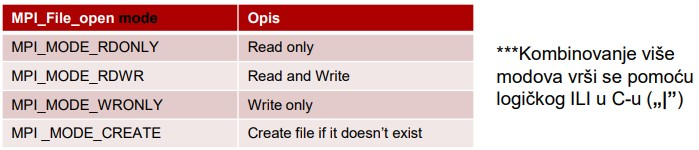 MPI_File_open mode Opis
MPI_MODE_RDONLY Read only
MPI_MODE_RDWR Read and Write
MPI_MODE_WRONLY Write only
MPI _MODE_CREATE Create file if it doesn’t exist
***Kombinovanje više
modova vrši se pomoću
logičkog ILI u C-u („|”)